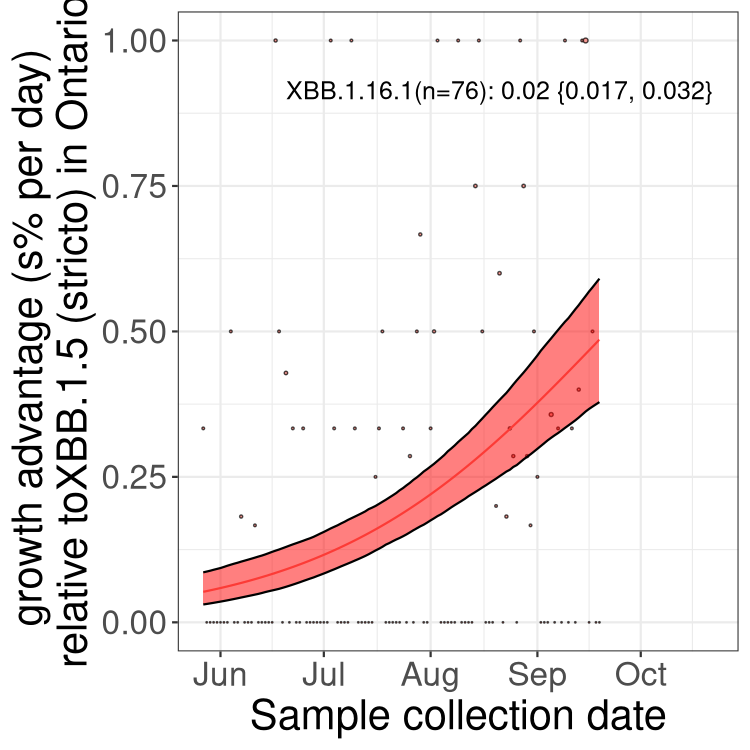 growth advantage (s% per day)
relative toXBB.1.5 (stricto) in Ontario
1.00
XBB.1.16.1(n=76): 0.02 {0.017, 0.032}
0.75
0.50
0.25
0.00
Jun Jul Aug Sep Oct
Sample collection date